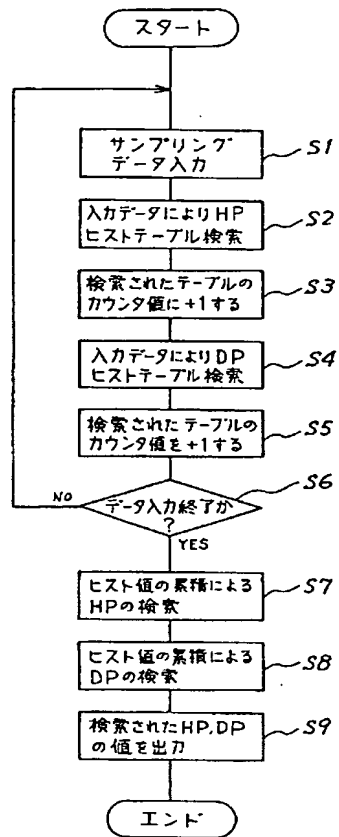 スタート
サンプリング
データ入力
S1
入力データによりHP
ヒストテーブル検索
S2
検索されたテーブルの
カウンタ値に+1する
S3
入力データによりDP
ヒストテーブル検索
S4
検索されたテーブルの
カウンタ値を+1する
S5
データ入力終了か
?
S6
NO
YES
ヒスト値の累積による
HPの検索
S7
ヒスト値の累積による
DPの検索
S8
検索されたHP,DP
の値を出力
S9
エンド